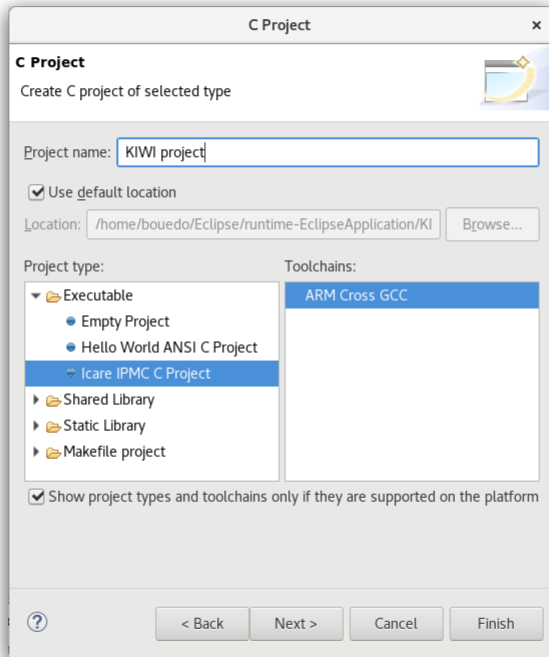 C Project
C Project
Create C project of selected type
Project name: KIWI project
Use default location
Location: /home/bouedo/Eclipse/runtime-EclipseApplication/KI Browse...
Project type: Toolchains:
Executable ARM Cross GCC
Empty Project
Hello World ANSI C Project
Icare IPMC C Project
Shared Library
Static Library
Makefile project
Show project types and toolchains only if they are supported on the platform
? < Back Next > Cancel Finish